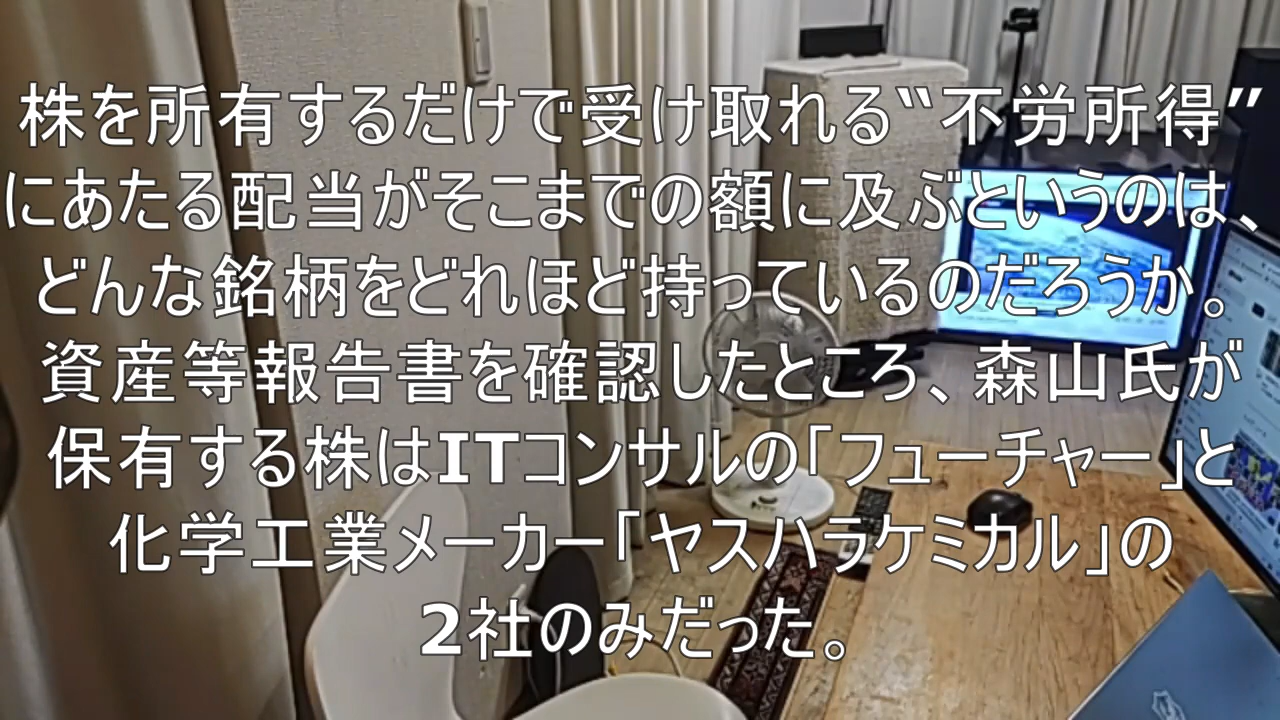 株を所有するだけで受け取れる“不労所得”
にあたる配当がそこまでの額に及ぶというのは、
どんな銘柄をどれほど持っているのだろうか。
資産等報告書を確認したところ、森山氏が
保有する株はITコンサルの「フューチャー」と
化学工業メーカー「ヤスハラケミカル」の
2社のみだった。